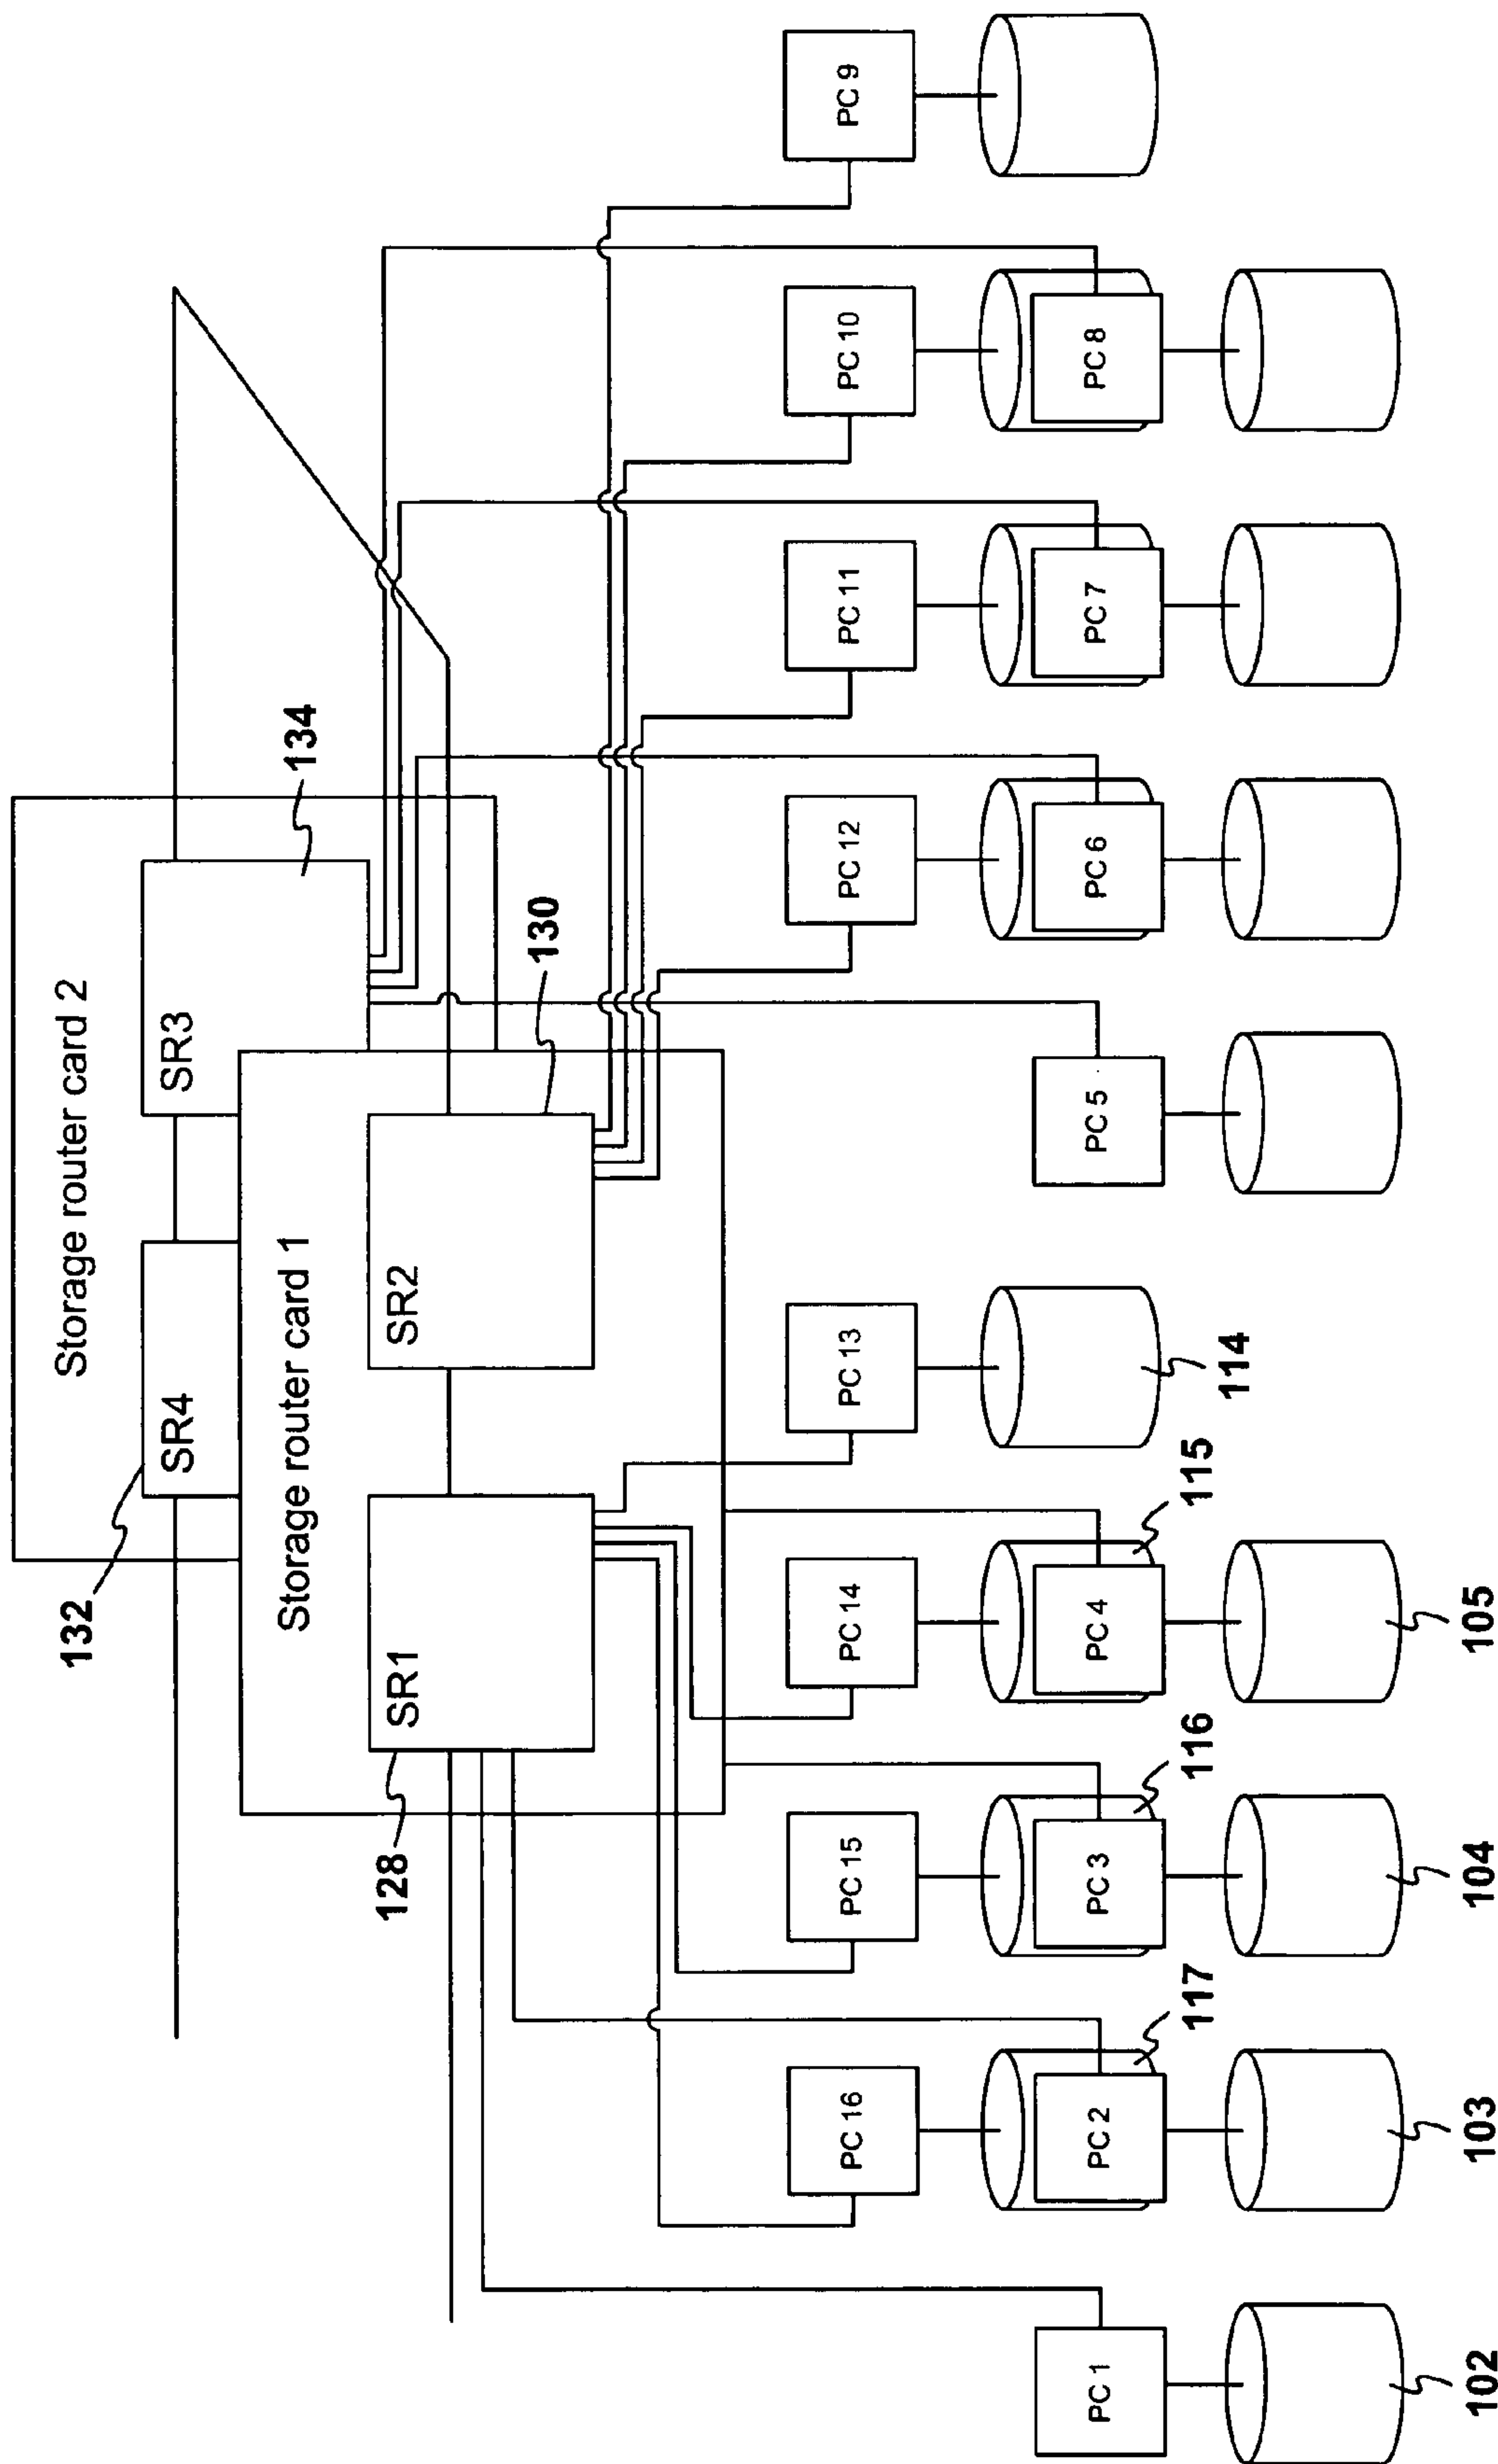 Storage router card 2
132
SR4
SR3
134
Storage router card 1
128
SR1
SR2
130
PC 16
PC 15
PC 14
PC 13
PC 12
PC 11
PC 10
PC 9
PC 1
PC 2
PC 3
PC 4
PC 5
PC 6
PC 7
PC 8
117
116
115
114
102
103
104
105